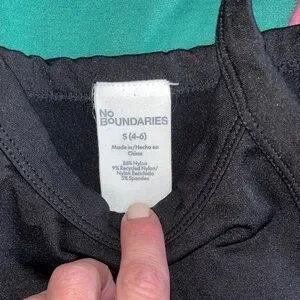 NO
BOUNDARIES
S (4-6)
Made in/Hecho en
China
86% Nylon
9% Recycled Nylon/
Nylon Reciclado
5% Spandex